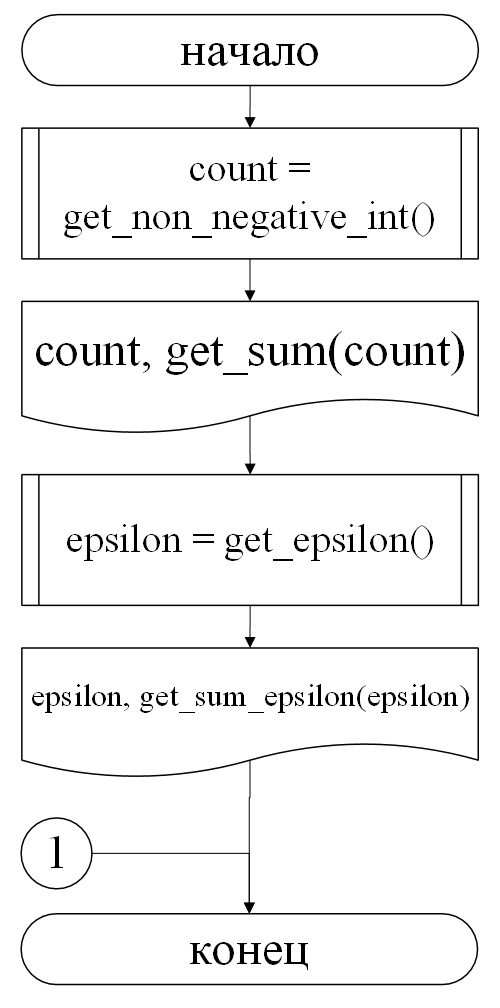 начало
count =
get_non_negative_int()
count, get_sum(count)
epsilon = get_epsilon()
epsilon, get_sum_epsilon(epsilon)
1
конец